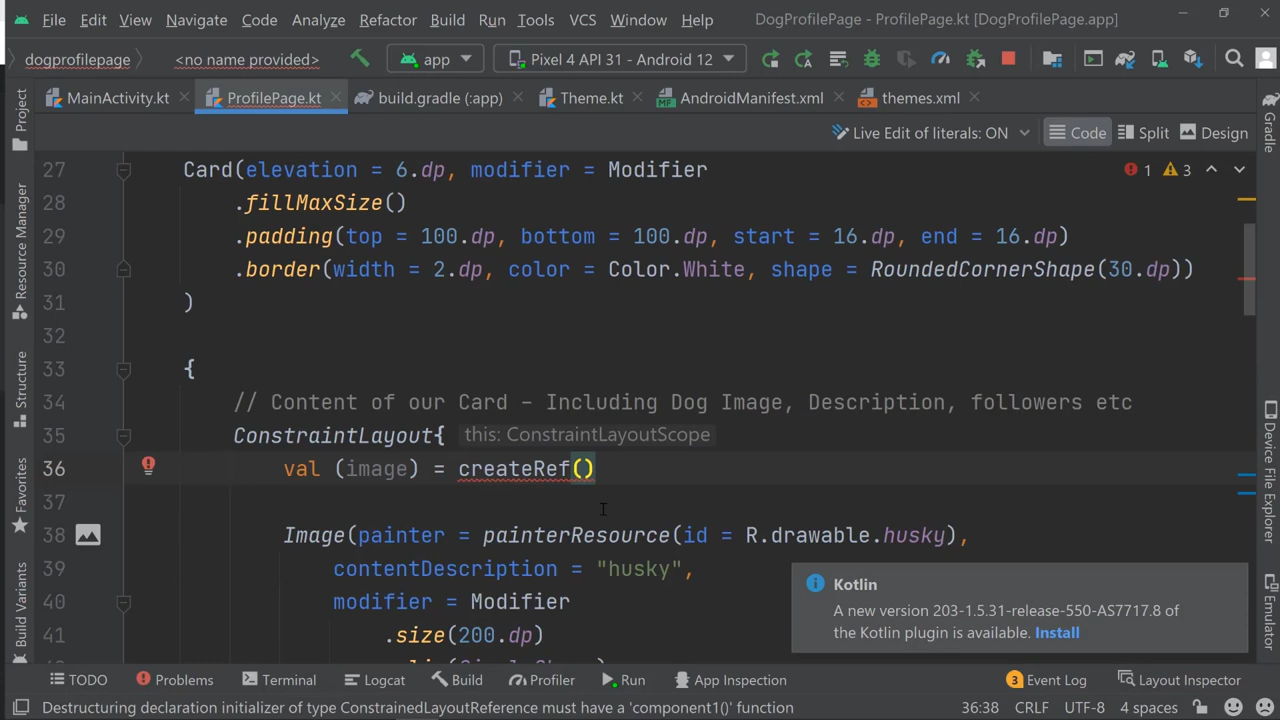 File Edit View Navigate Code Analyze Refactor Build Run Tools VCS Window Help DogProfilePage - ProfilePage.kt [DogProfilePage.app]
dogprofilepage <no name provided> app Pixel 4 API 31 - Android 12
MainActivity.kt ProfilePage.kt build.gradle (:app) Theme.kt AndroidManifest.xml themes.xml
Live Edit of literals: ON Code Split Design
1 3
27 Card(elevation = 6.dp, modifier = Modifier
28 .fillMaxSize()
29 .padding(top = 100.dp, bottom = 100.dp, start = 16.dp, end = 16.dp)
30 .border(width = 2.dp, color = Color.White, shape = RoundedCornerShape(30.dp))
31 )
32
33 {
34 // Content of our Card - Including Dog Image, Description, followers etc
35 ConstraintLayout{ this: ConstraintLayoutScope
36 val (image) = createRef()
37
38 Image(painter = painterResource(id = R.drawable.husky),
39 contentDescription = "husky",
40 modifier = Modifier
41 .size(200.dp)
Kotlin
A new version 203-1.5.31-release-550-AS7717.8 of
the Kotlin plugin is available. Install
Project
Resource Manager
Structure
Favorites
Build Variants
Gradle
Device File Explorer
Emulator
TODO Problems Terminal Logcat Build Profiler Run App Inspection 3 Event Log Layout Inspector
Destructuring declaration initializer of type ConstrainedLayoutReference must have a 'component1()' function 36:38 CRLF UTF-8 4 spaces